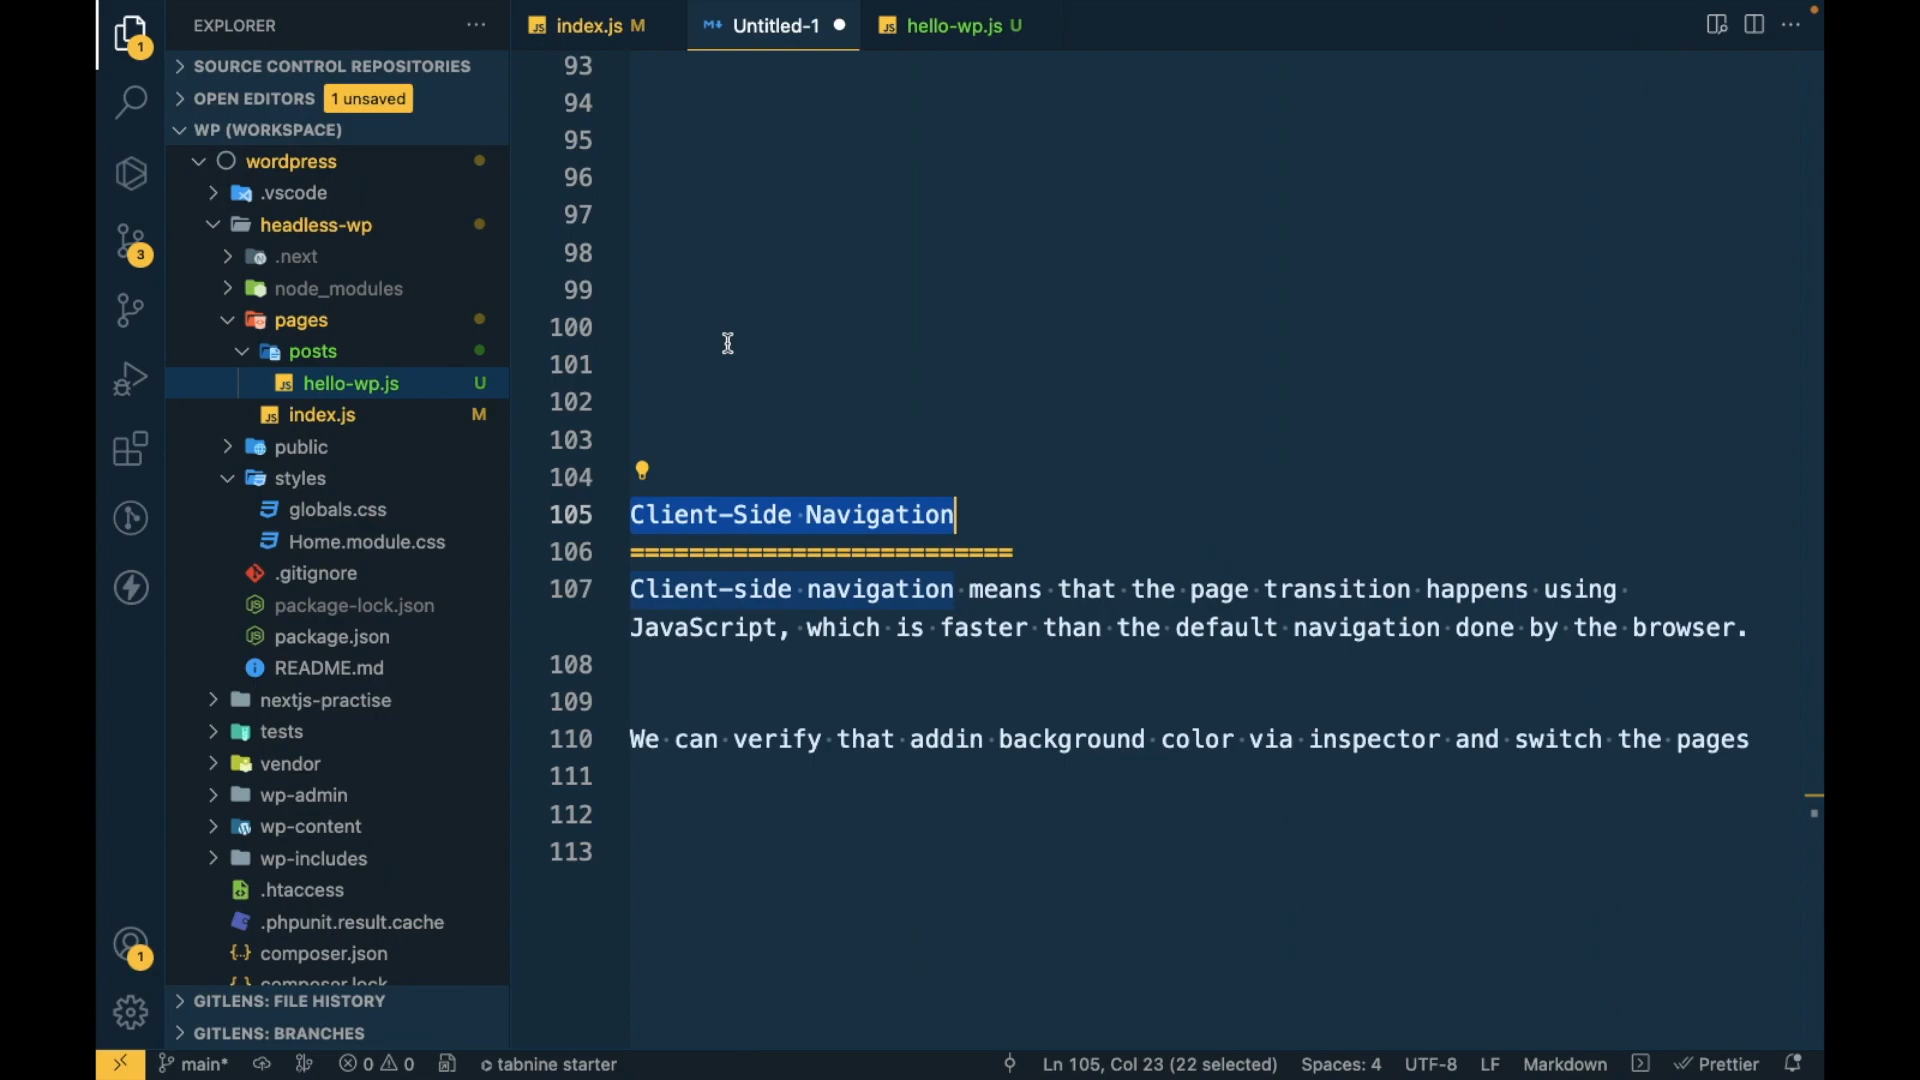 EXPLORER
SOURCE CONTROL REPOSITORIES
OPEN EDITORS 1 unsaved
WP (WORKSPACE)
wordpress
.vscode
headless-wp
.next
node_modules
pages
posts
hello-wp.js U
index.js M
public
styles
globals.css
Home.module.css
.gitignore
package-lock.json
package.json
README.md
nextjs-practise
tests
vendor
wp-admin
wp-content
wp-includes
.htaccess
.phpunit.result.cache
composer.json
composer.lock
GITLENS: FILE HISTORY
GITLENS: BRANCHES
1
3
1
index.js M
Untitled-1
hello-wp.js U
93
94
95
96
97
98
99
100
101
102
103
104
105 Client-Side Navigation
106 ==========================
107 Client-side navigation means that the page transition happens using
JavaScript, which is faster than the default navigation done by the browser.
108
109
110 We can verify that addin background color via inspector and switch the pages
111
112
113
main* 0 0 tabnine starter Ln 105, Col 23 (22 selected) Spaces: 4 UTF-8 LF Markdown Prettier